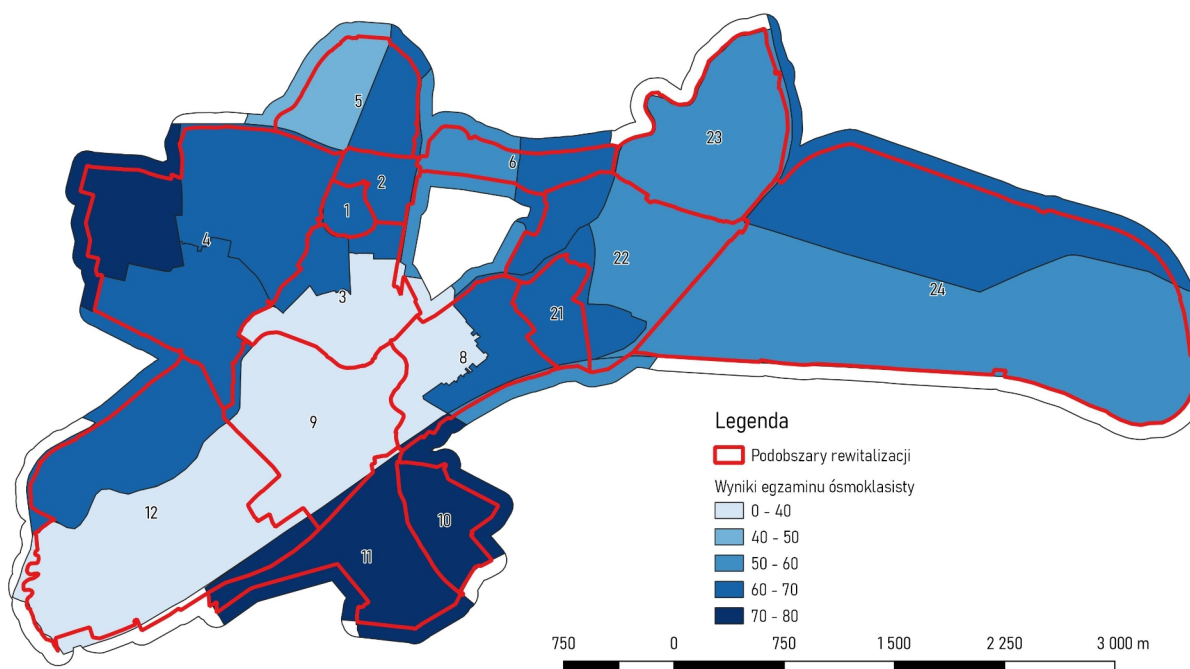 5
23
6
2
1
4
22
24
3
21
8
9
12
10
11
Legenda
Podobszary rewitalizacji
Wyniki egzaminu ósmoklasisty
0 - 40
40 - 50
50 - 60
60 - 70
70 - 80
750 0 750 1 500 2 250 3 000 m